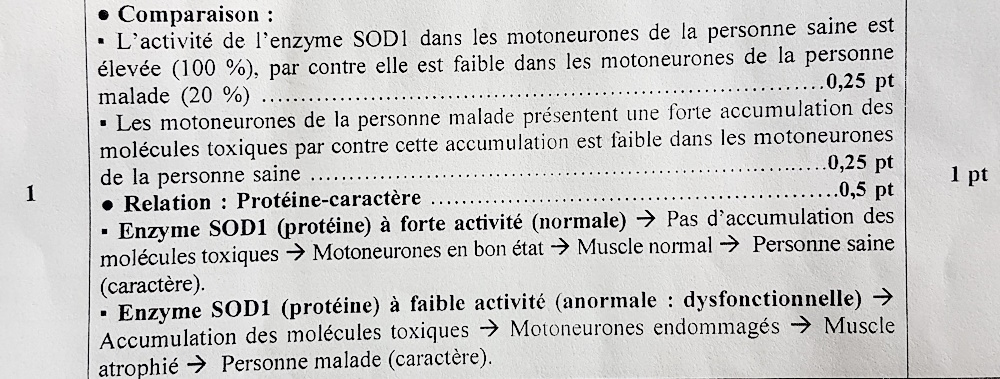 ● Comparaison :
▪ L'activité de l'enzyme SOD1 dans les motoneurones de la personne saine est
élevée (100 %), par contre elle est faible dans les motoneurones de la personne
malade (20 %) ..........................................................................0,25 pt
▪ Les motoneurones de la personne malade présentent une forte accumulation des
molécules toxiques par contre cette accumulation est faible dans les motoneurones
de la personne saine ..................................................................0,25 pt
● Relation : Protéine-caractère .....................................................0,5 pt
1
1 pt
▪ Enzyme SOD1 (protéine) à forte activité (normale) → Pas d'accumulation des
molécules toxiques → Motoneurones en bon état → Muscle normal → Personne saine
(caractère).
▪ Enzyme SOD1 (protéine) à faible activité (anormale : dysfonctionnelle) →
Accumulation des molécules toxiques → Motoneurones endommagés → Muscle
atrophié → Personne malade (caractère).